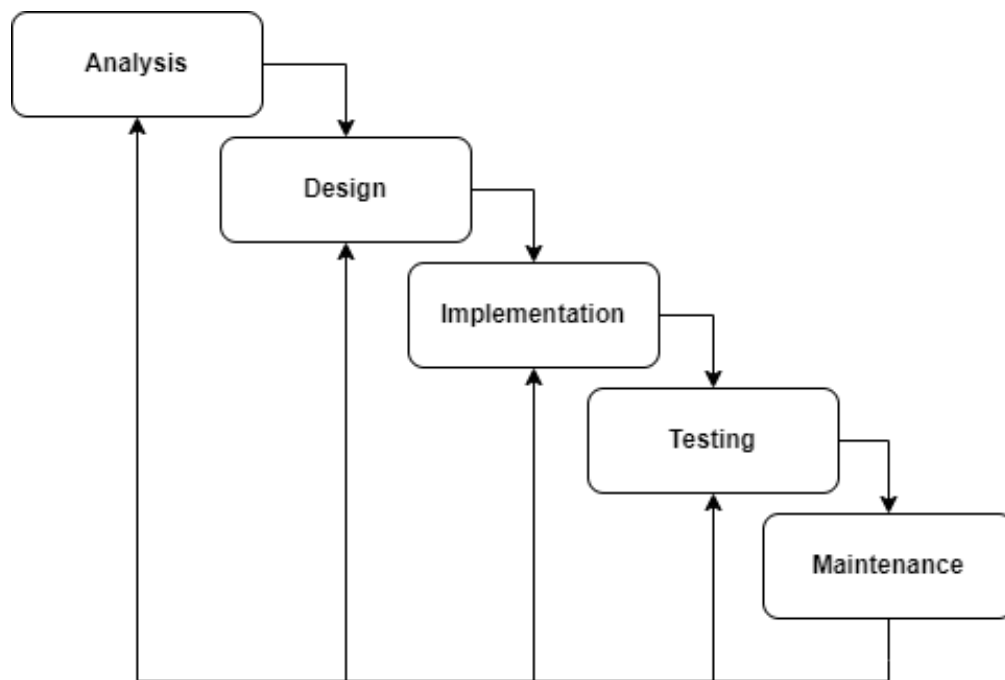 Analysis
Design
Implementation
Testing
Maintenance